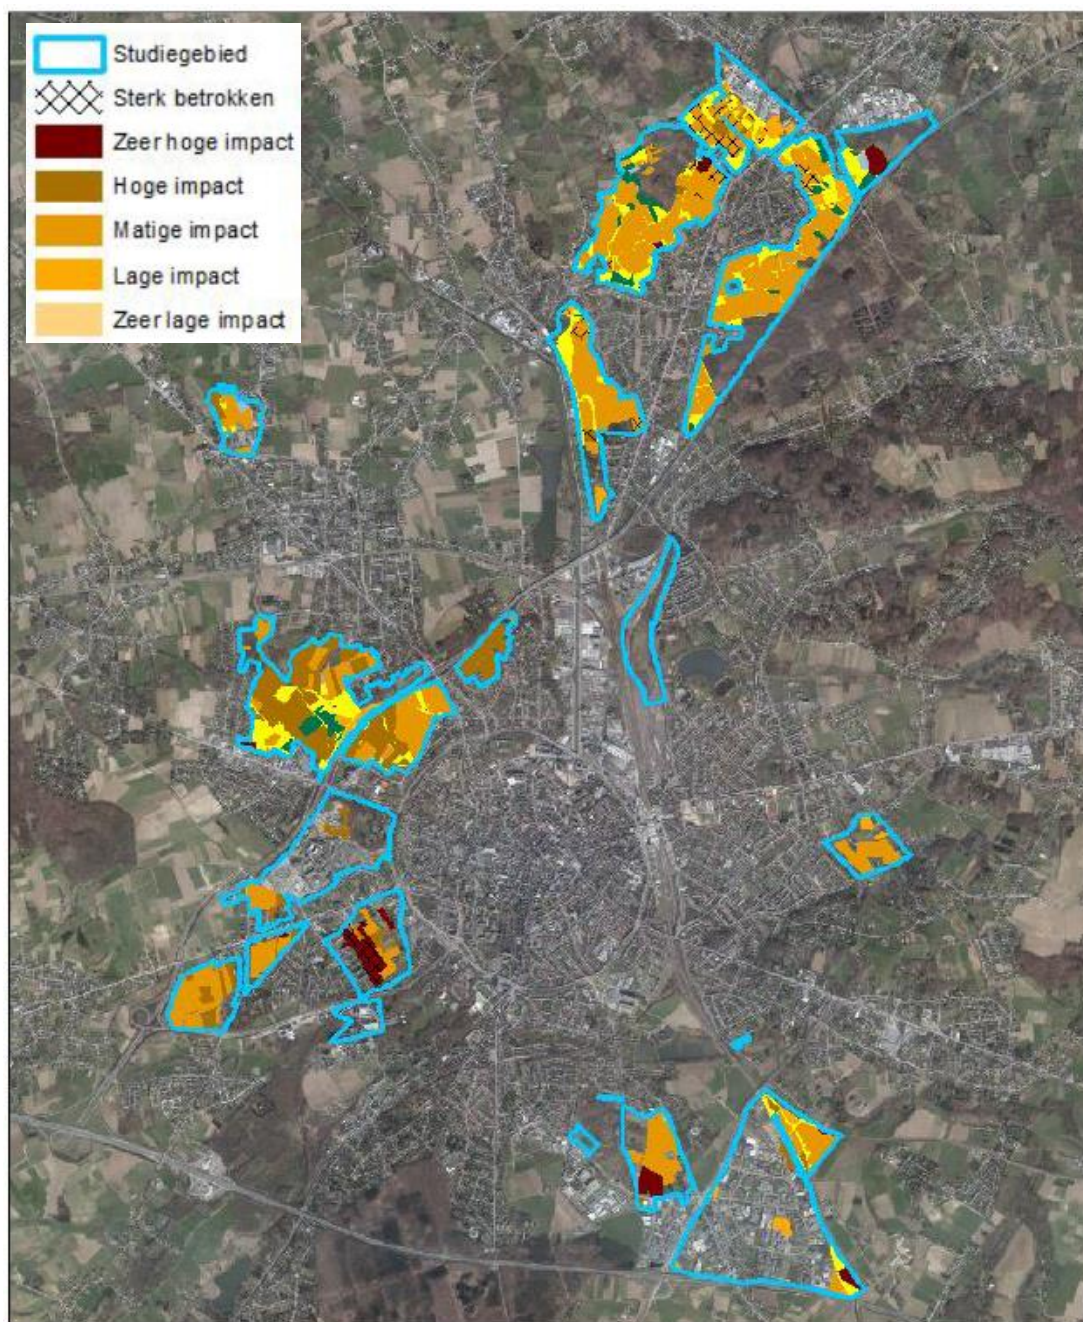 Studiegebied
Sterk betrokken
Zeer hoge impact
Hoge impact
Matige impact
Lage impact
Zeer lage impact